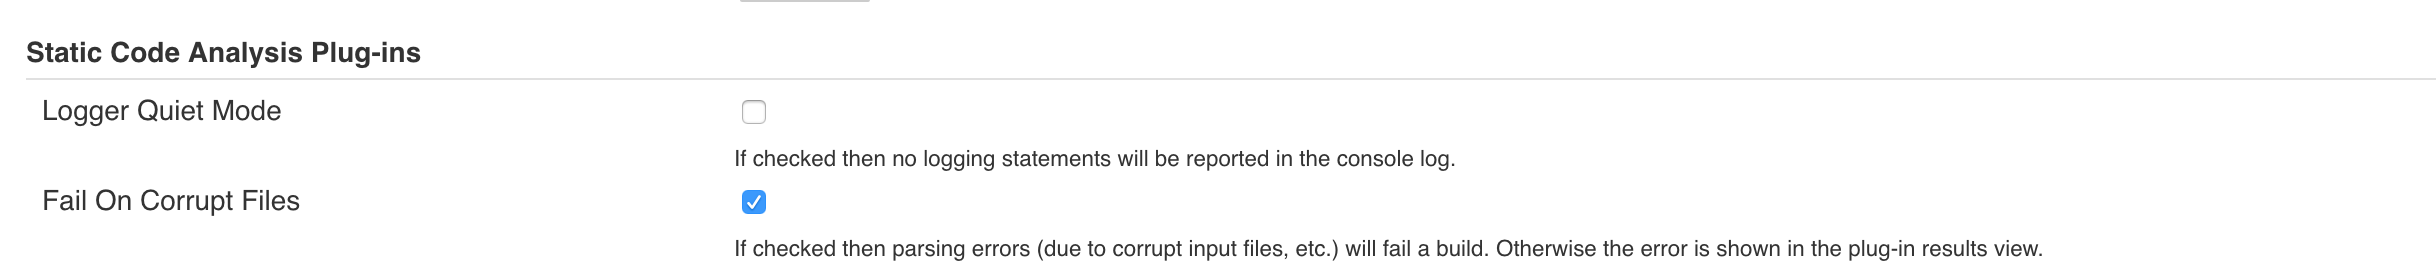 Static Code Analysis Plug-ins
Logger Quiet Mode
If checked then no logging statements will be reported in the console log.
Fail On Corrupt Files
If checked then parsing errors (due to corrupt input files, etc.) will fail a build. Otherwise the error is shown in the plug-in results view.